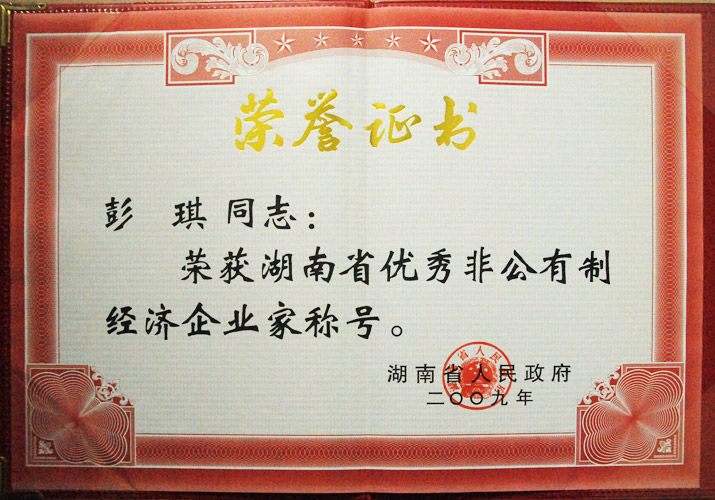 荣誉证书
彭 琪 同志：
荣获湖南省优秀非公有制
经济企业家称号。
湖南省人民政府
二〇〇九年